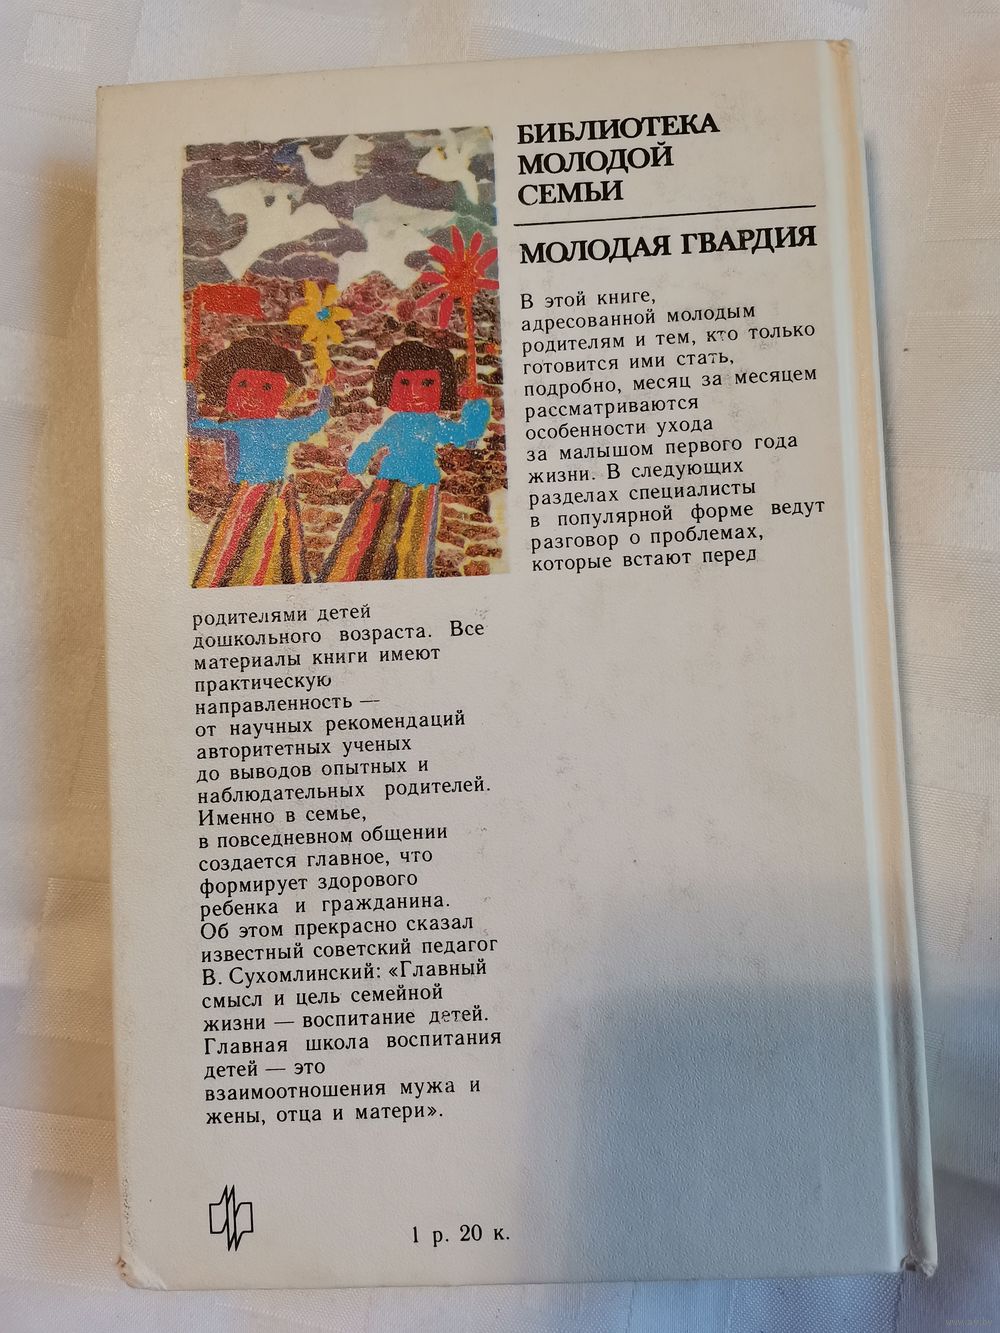 БИБЛИОТЕКА
МОЛОДОЙ
СЕМЬИ
МОЛОДАЯ ГВАРДИЯ
В этой книге,
адресованной молодым
родителям и тем, кто только
готовится ими стать,
подробно, месяц за месяцем
рассматриваются
особенности ухода
за малышом первого года
жизни. В следующих
разделах специалисты
в популярной форме ведут
разговор о проблемах,
которые встают перед
родителями детей
дошкольного возраста. Все
материалы книги имеют
практическую
направленность —
от научных рекомендаций
авторитетных ученых
до выводов опытных и
наблюдательных родителей.
Именно в семье,
в повседневном общении
создается главное, что
формирует здорового
ребенка и гражданина.
Об этом прекрасно сказал
известный советский педагог
В. Сухомлинский: «Главный
смысл и цель семейной
жизни — воспитание детей.
Главная школа воспитания
детей — это
взаимоотношения мужа и
жены, отца и матери».
1 р. 20 к.